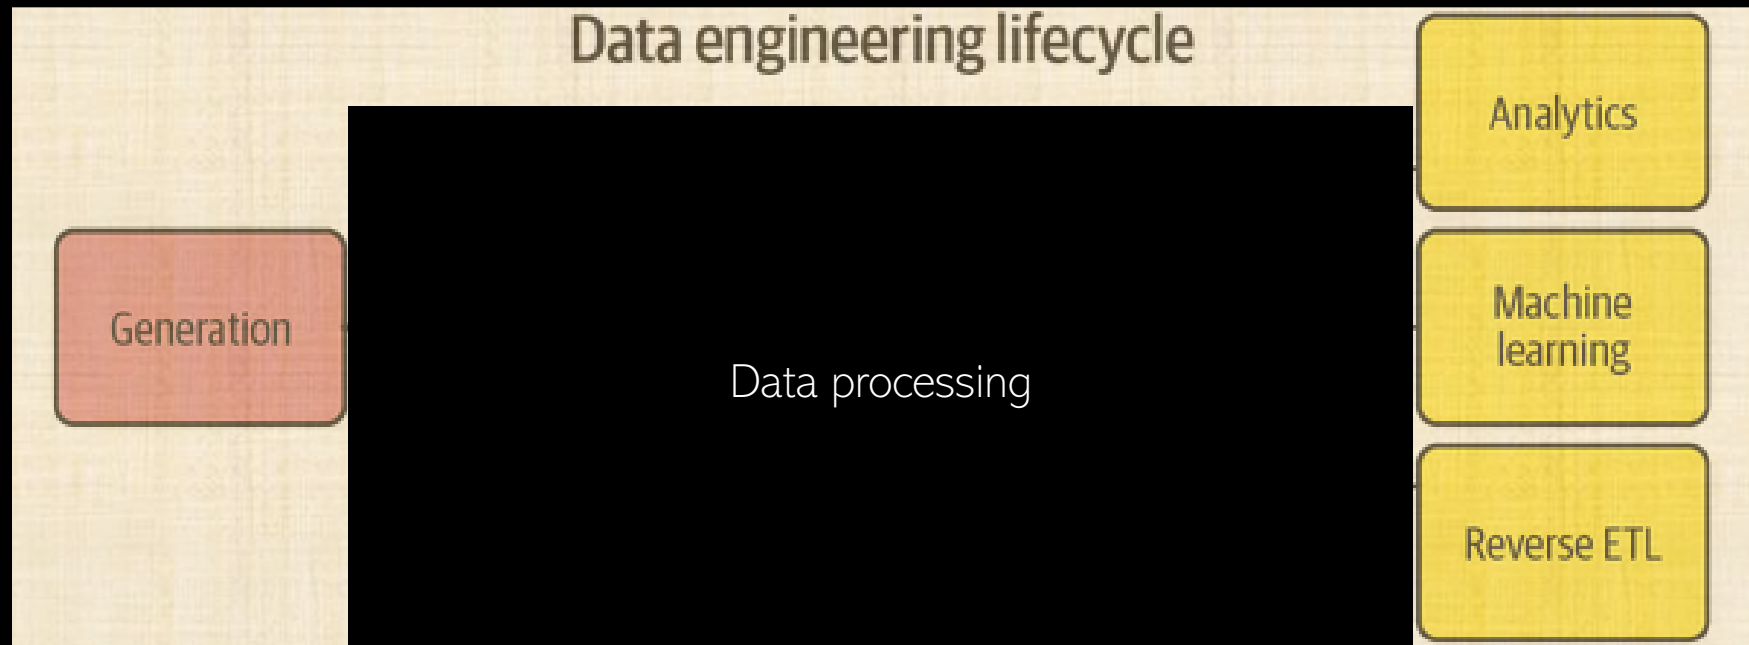 Data engineering lifecycle
Analytics
Generation
Machine
learning
Data processing
Reverse ETL